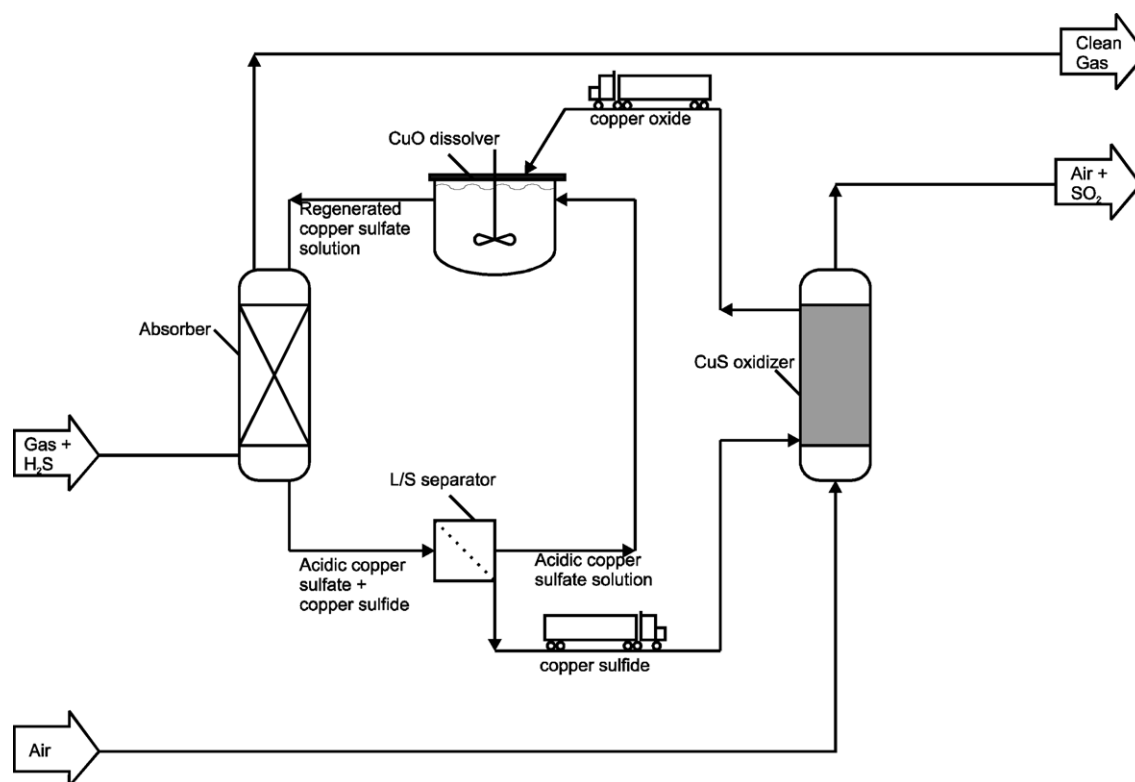 Clean
Gas
copper oxide
CuO dissolver
Air +
SO₂
Regenerated
copper sulfate
solution
Absorber
CuS oxidizer
Gas +
H₂S
L/S separator
Acidic copper
sulfate +
copper sulfide
Acidic copper
sulfate solution
copper sulfide
Air